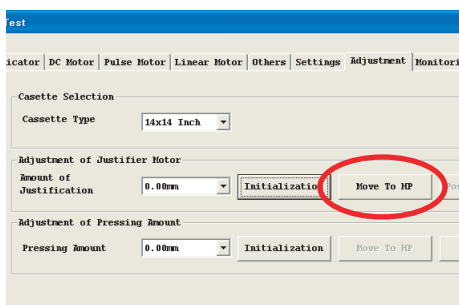 Test
icator DC Motor Pulse Motor Linear Motor Others Settings Adjustment Monitori
Casette Selection
Cassette Type 14x14 Inch
Adjustment of Justifier Motor
Amount of
Justification 0.00mm Initialization Move To HP Pos
Adjustment of Pressing Amount
Pressing Amount 0.00mm Initialization Move To HP